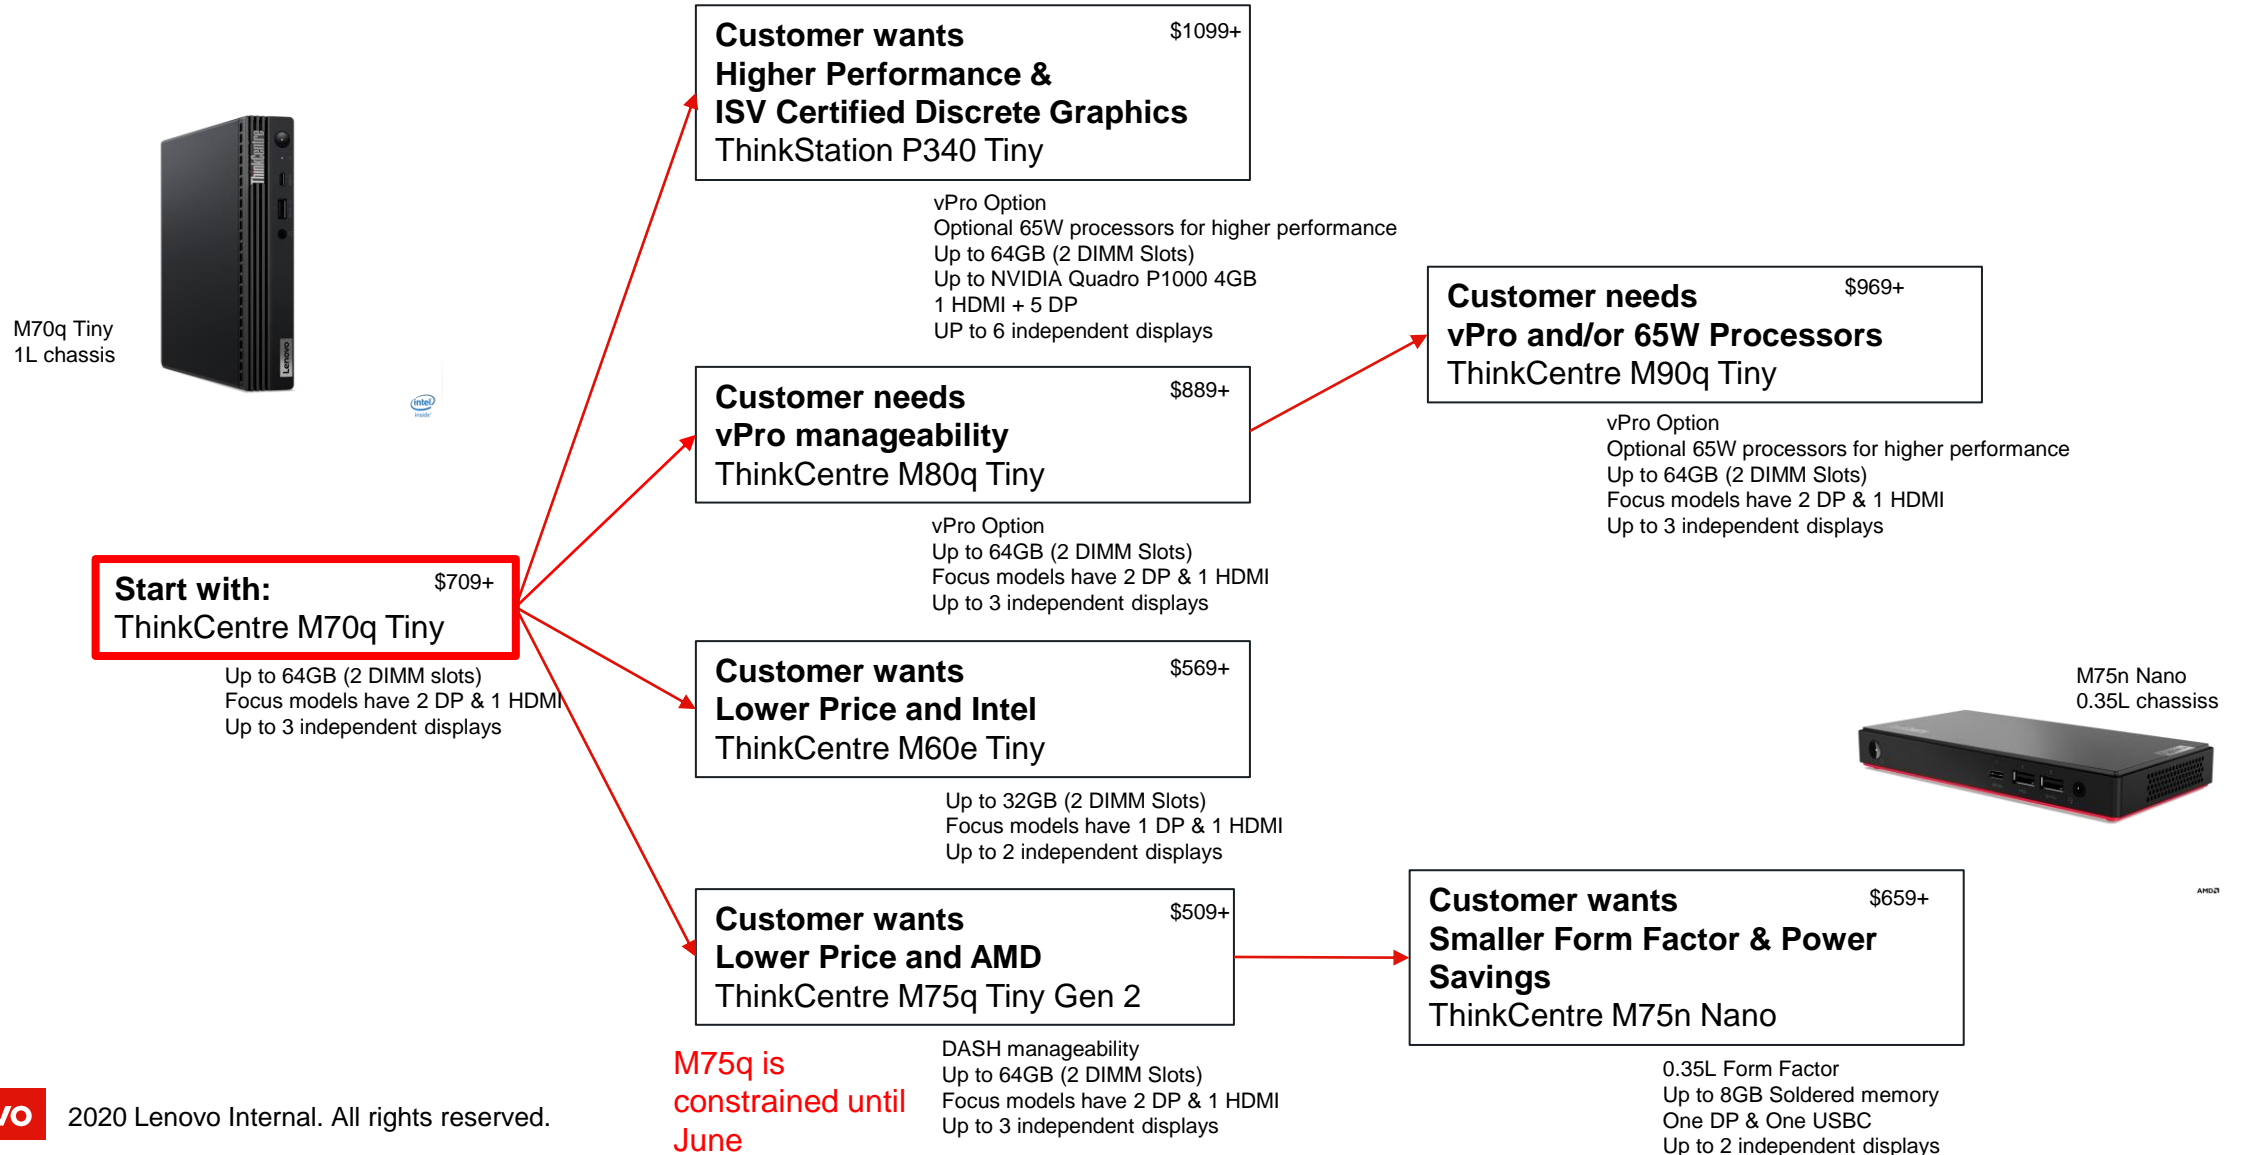 Customer wants
$1099+
Higher Performance &
ISV Certified Discrete Graphics
ThinkStation P340 Tiny
vPro Option
Optional 65W processors for higher performance
Up to 64GB (2 DIMM Slots)
Up to NVIDIA Quadro P1000 4GB
1 HDMI + 5 DP
UP to 6 independent displays
ThinkCentre
Lenovo
M70q Tiny
1L chassis
intel
inside
Customer needs
$969+
vPro and/or 65W Processors
ThinkCentre M90q Tiny
vPro Option
Optional 65W processors for higher performance
Up to 64GB (2 DIMM Slots)
Focus models have 2 DP & 1 HDMI
Up to 3 independent displays
Customer needs
$889+
vPro manageability
ThinkCentre M80q Tiny
vPro Option
Up to 64GB (2 DIMM Slots)
Focus models have 2 DP & 1 HDMI
Up to 3 independent displays
Start with:
$709+
ThinkCentre M70q Tiny
Up to 64GB (2 DIMM slots)
Focus models have 2 DP & 1 HDMI
Up to 3 independent displays
Customer wants
$569+
Lower Price and Intel
ThinkCentre M60e Tiny
Up to 32GB (2 DIMM Slots)
Focus models have 1 DP & 1 HDMI
Up to 2 independent displays
M75n Nano
0.35L chassiss
AMD
Customer wants
$509+
Lower Price and AMD
ThinkCentre M75q Tiny Gen 2
M75q is
constrained until
June
DASH manageability
Up to 64GB (2 DIMM Slots)
Focus models have 2 DP & 1 HDMI
Up to 3 independent displays
Customer wants
$659+
Smaller Form Factor & Power
Savings
ThinkCentre M75n Nano
0.35L Form Factor
Up to 8GB Soldered memory
One DP & One USBC
Up to 2 independent displays
VO
2020 Lenovo Internal. All rights reserved.